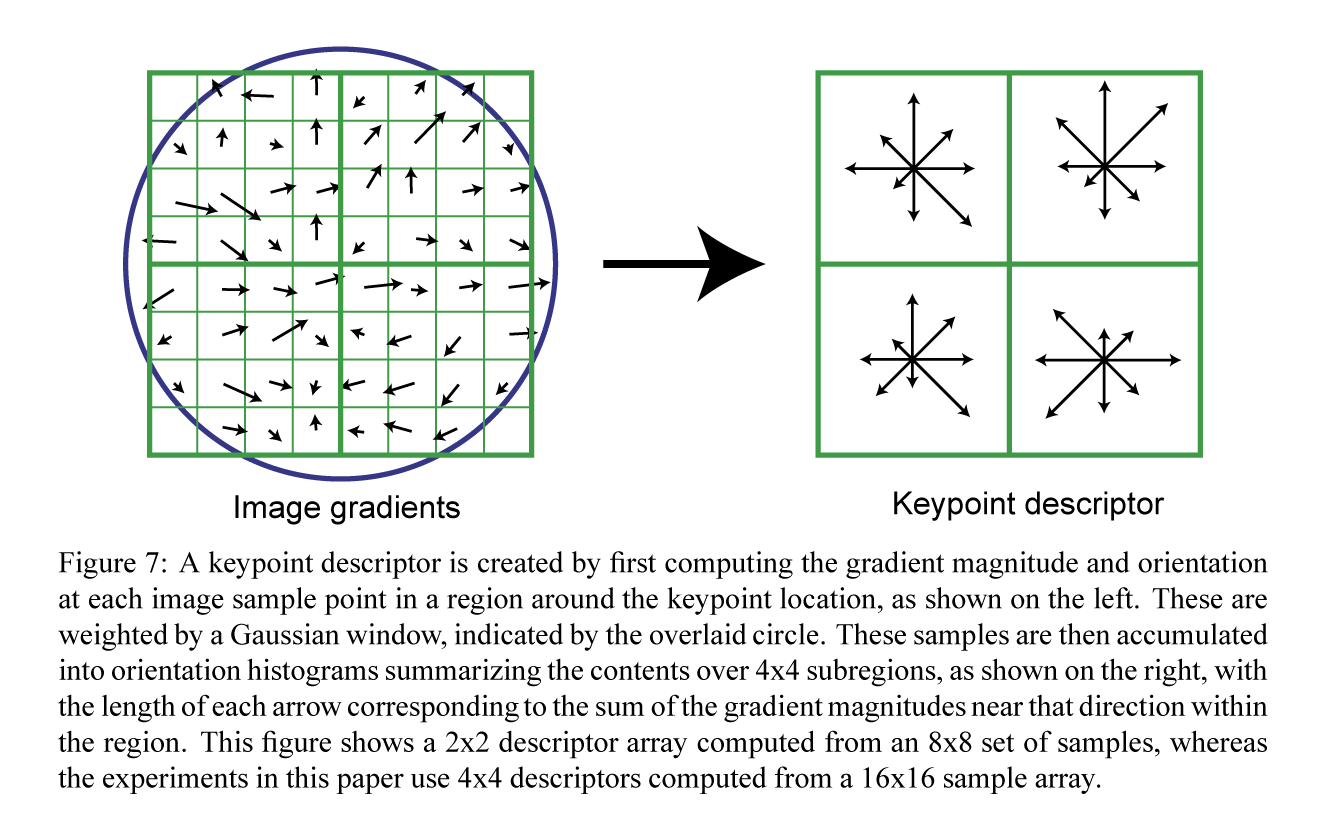 Image gradients
Keypoint descriptor
Figure 7: A keypoint descriptor is created by first computing the gradient magnitude and orientation
at each image sample point in a region around the keypoint location, as shown on the left. These are
weighted by a Gaussian window, indicated by the overlaid circle. These samples are then accumulated
into orientation histograms summarizing the contents over 4x4 subregions, as shown on the right, with
the length of each arrow corresponding to the sum of the gradient magnitudes near that direction within
the region. This figure shows a 2x2 descriptor array computed from an 8x8 set of samples, whereas
the experiments in this paper use 4x4 descriptors computed from a 16x16 sample array.